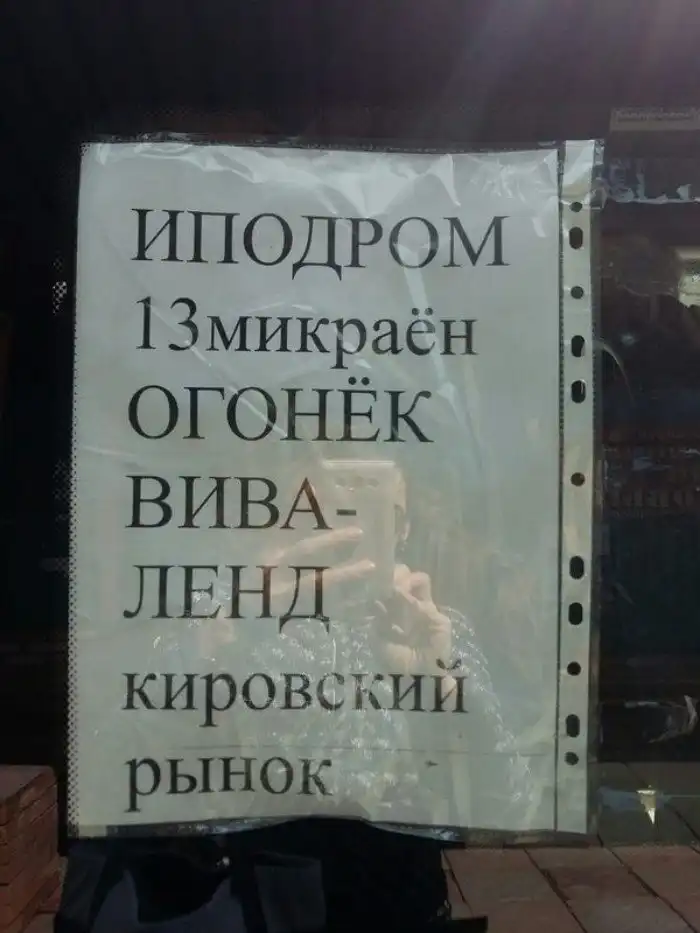 ИПОДРОМ
13микраён
ОГОНЁК
ВИВА-
ЛЕНД
кировский
рынок